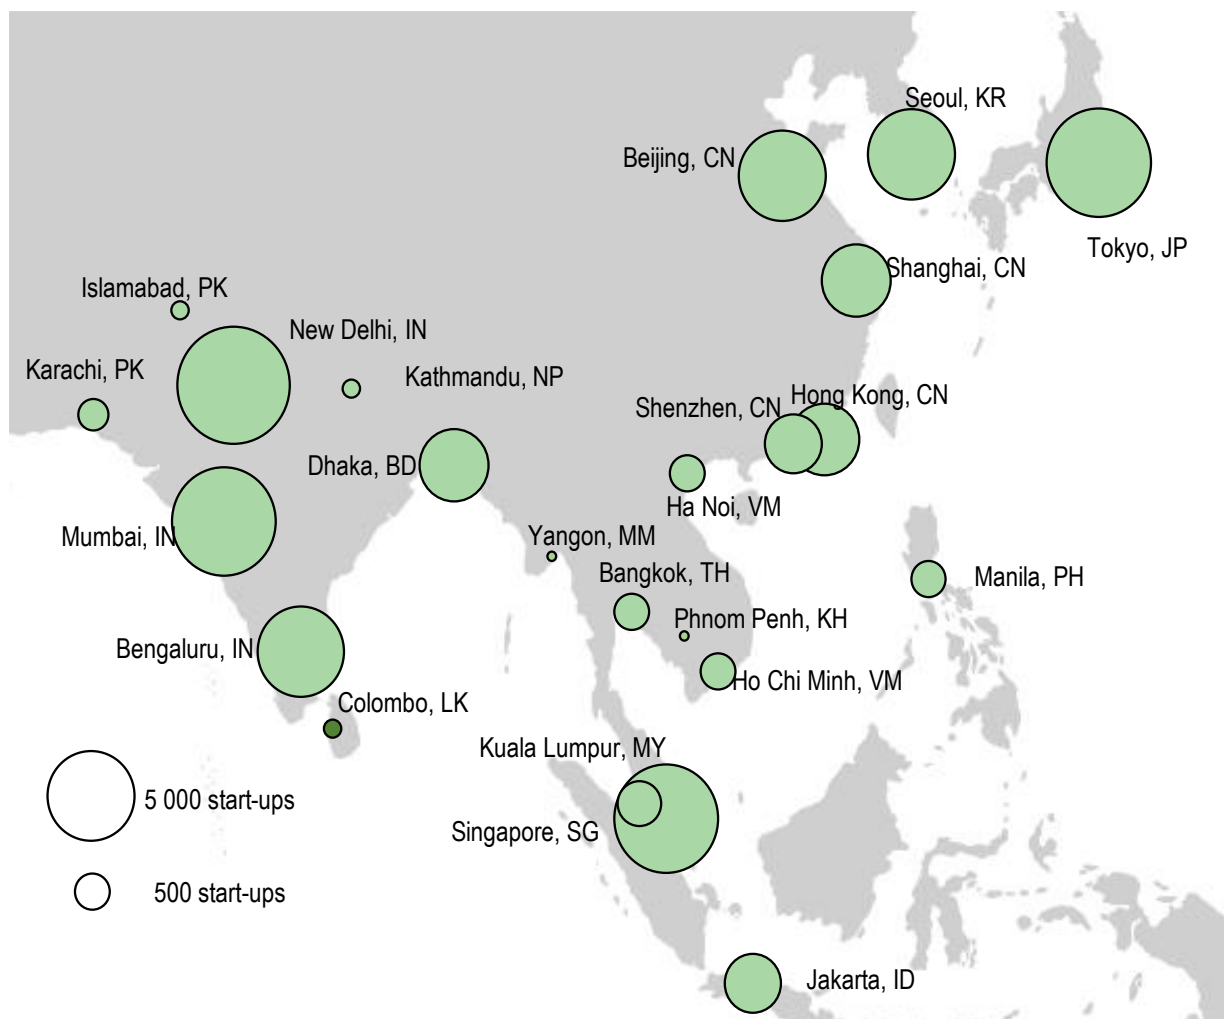 Seoul, KR
Beijing, CN
Tokyo, JP
Shanghai, CN
Islamabad, PK
New Delhi, IN
Karachi, PK
Kathmandu, NP
Hong Kong, CN
Shenzhen, CN
Dhaka, BD
Ha Noi, VM
Mumbai, IN
Yangon, MM
Bangkok, TH
Manila, PH
Phnom Penh, KH
Bengaluru, IN
Ho Chi Minh, VM
Colombo, LK
Kuala Lumpur, MY
5 000 start-ups
Singapore, SG
500 start-ups
Jakarta, ID